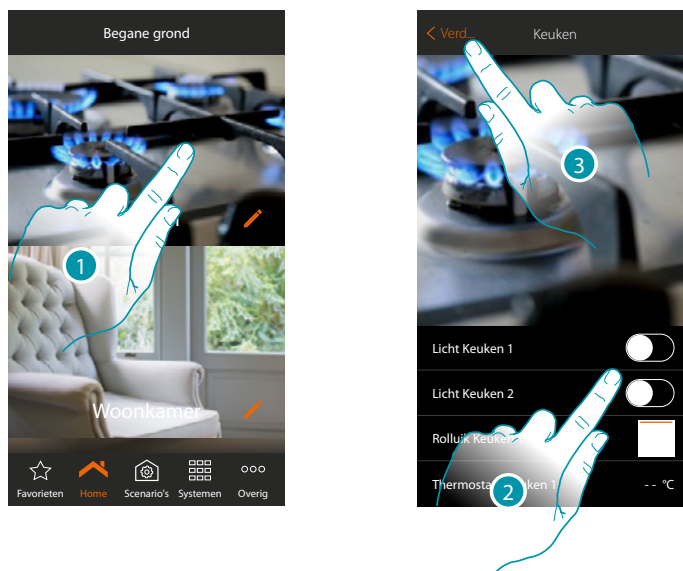 Begane grond
1
Woonkamer
Favorieten Home Scenario's Systemen Overig
Verd... Keuken
3
Licht Keuken 1
Licht Keuken 2
Rolluik Keuken
2
- - °C